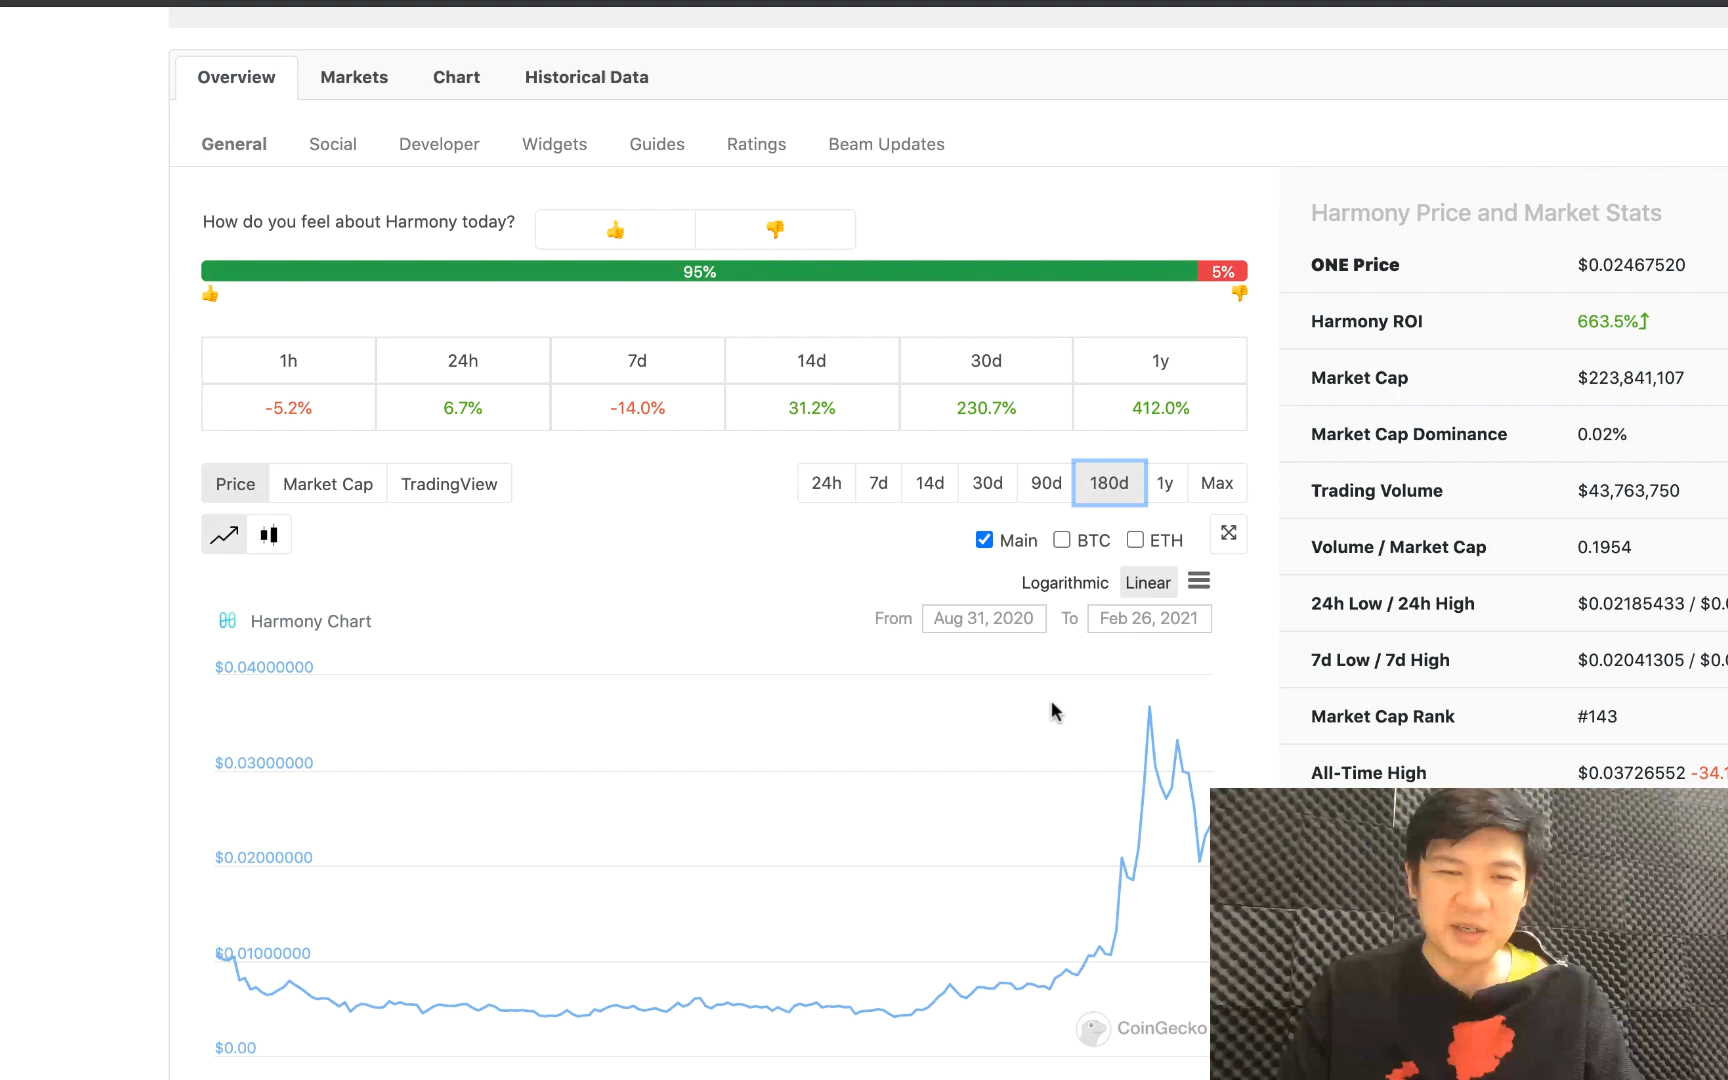 Overview Markets Chart Historical Data
General Social Developer Widgets Guides Ratings Beam Updates
How do you feel about Harmony today?
95% 5%
1h 24h 7d 14d 30d 1y
-5.2% 6.7% -14.0% 31.2% 230.7% 412.0%
Price Market Cap TradingView
24h 7d 14d 30d 90d 180d 1y Max
Main BTC ETH
Logarithmic Linear
Harmony Chart
From Aug 31, 2020 To Feb 26, 2021
$0.04000000
$0.03000000
$0.02000000
$0.01000000
$0.00
CoinGecko
Harmony Price and Market Stats
ONE Price $0.02467520
Harmony ROI 663.5%
Market Cap $223,841,107
Market Cap Dominance 0.02%
Trading Volume $43,763,750
Volume / Market Cap 0.1954
24h Low / 24h High $0.02185433 / $0.0
7d Low / 7d High $0.02041305 / $0.0
Market Cap Rank #143
All-Time High $0.03726552 -34.1